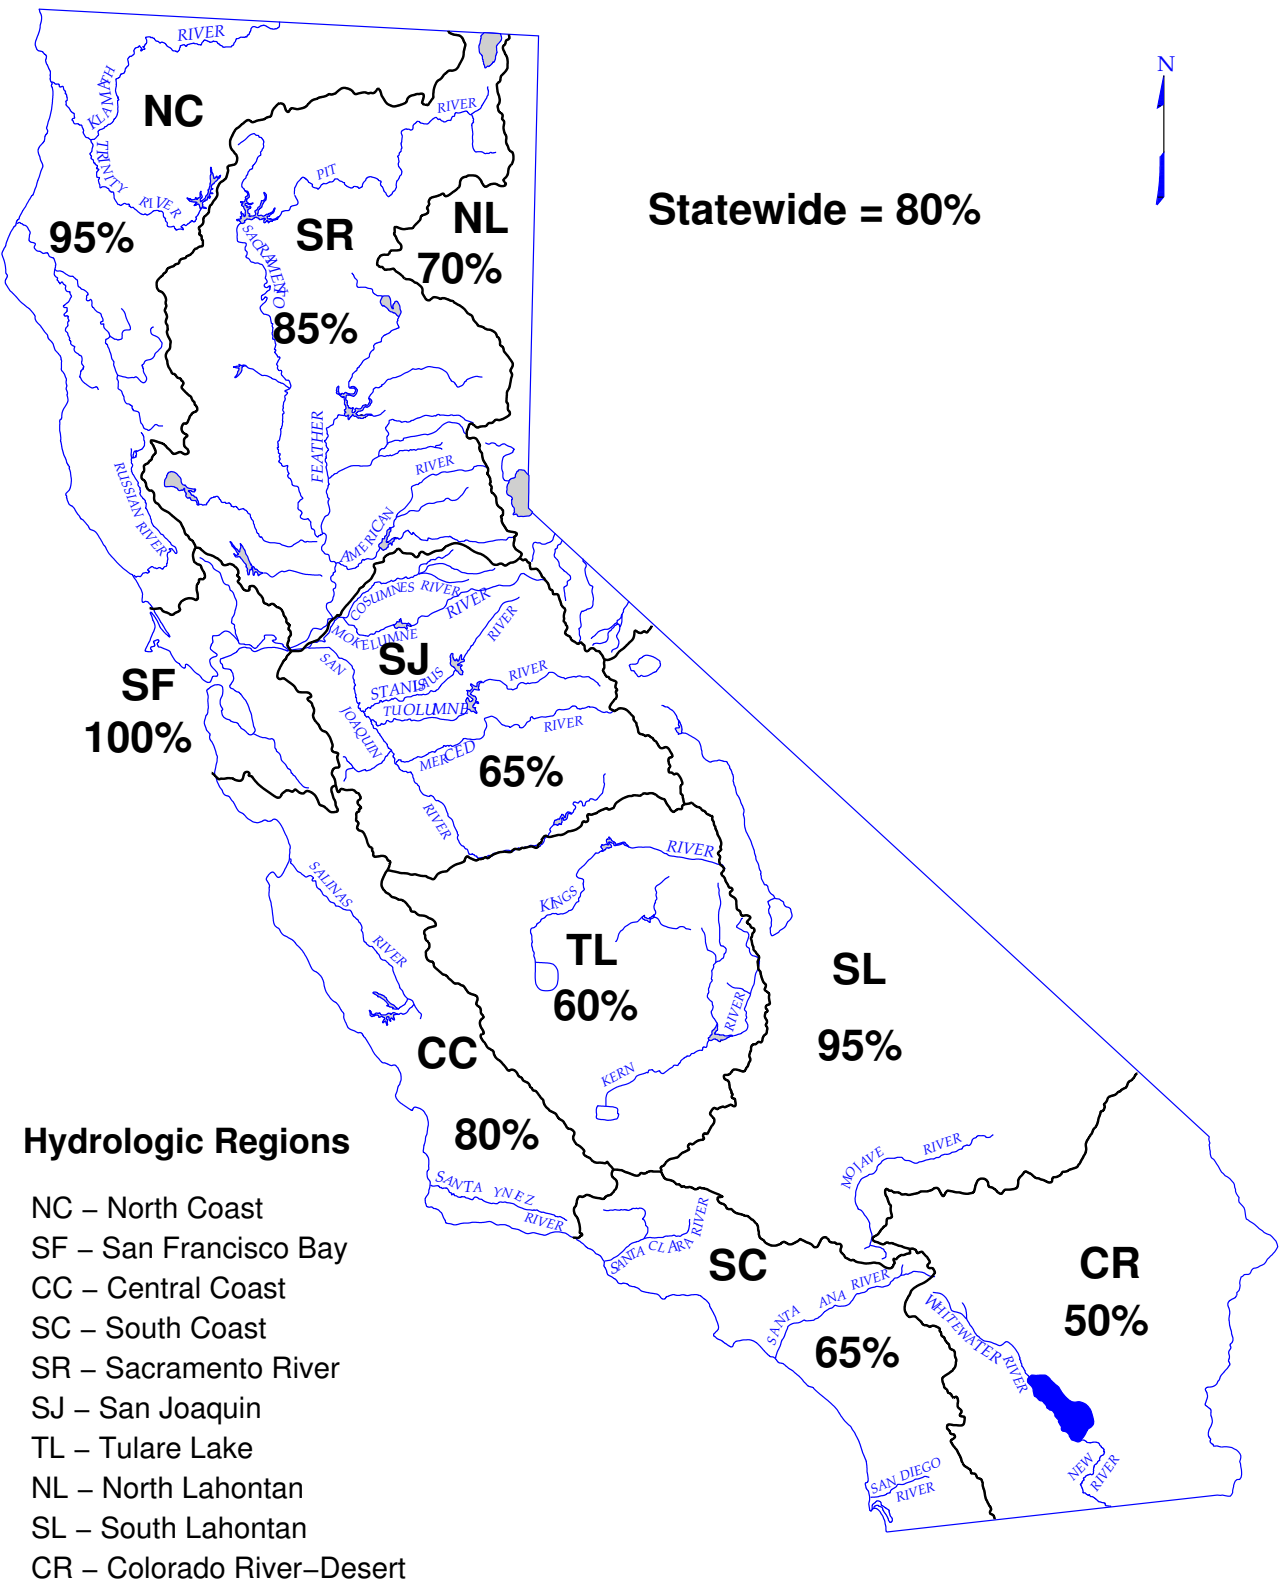 RIVER
N
KLAMATH
NC
RIVER
TRINITY
RIVER
PIT
95%
SR
NL
70%
Statewide = 80%
SACRAMENTO
85%
FEATHER
RIVER
RUSSIAN RIVER
AMERICAN
COSUMNES RIVER
RIVER
MOKELUMNE
RIVER
SAN
SJ
STANISLAUS
RIVER
SF
100%
TUOLUMNE
JOAQUIN
RIVER
MERCED
65%
RIVER
RIVER
SALINAS
KINGS
RIVER
TL
60%
SL
95%
RIVER
CC
KERN
80%
Hydrologic Regions
MOJAVE
RIVER
SANTA YNEZ
RIVER
SANTA CLARA RIVER
SC
CR
50%
SANTA ANA RIVER
WHITEWATER
RIVER
65%
SAN DIEGO
RIVER
NEW
RIVER
NC – North Coast
SF – San Francisco Bay
CC – Central Coast
SC – South Coast
SR – Sacramento River
SJ – San Joaquin
TL – Tulare Lake
NL – North Lahontan
SL – South Lahontan
CR – Colorado River–Desert